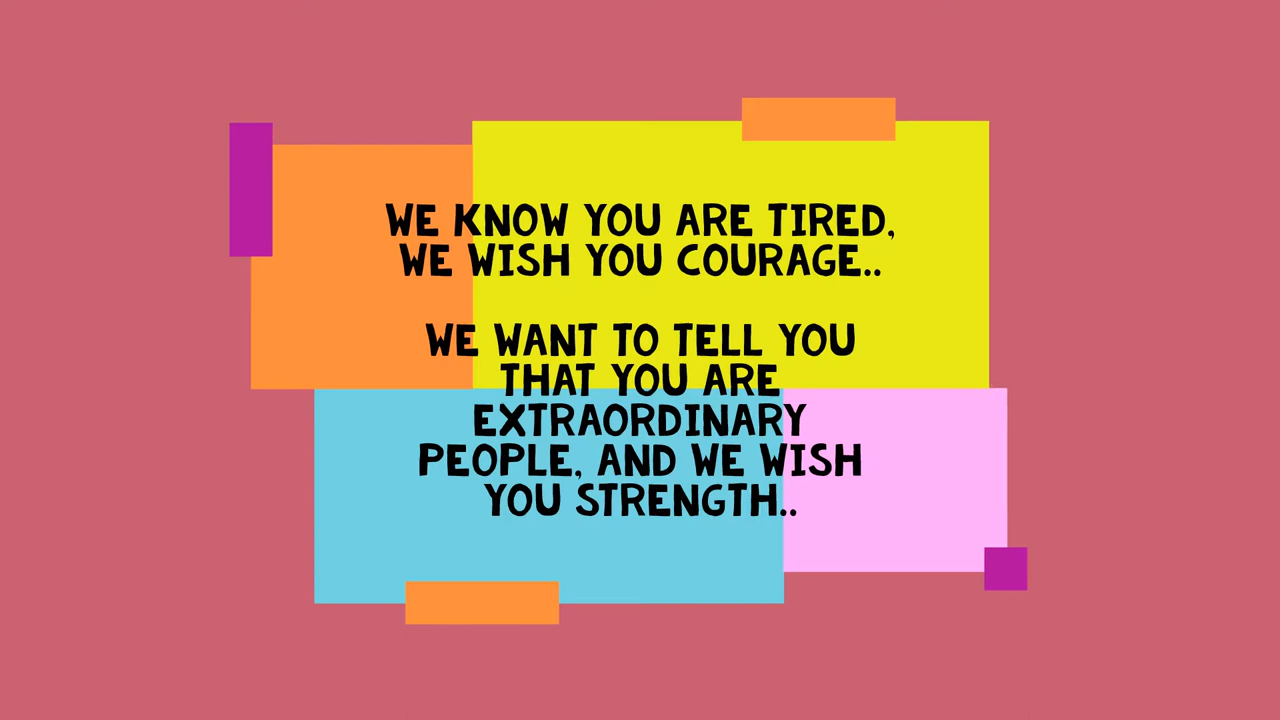 WE KNOW YOU ARE TIRED,
WE WISH YOU COURAGE..
WE WANT TO TELL YOU
THAT YOU ARE
EXTRAORDINARY
PEOPLE, AND WE WISH
YOU STRENGTH..